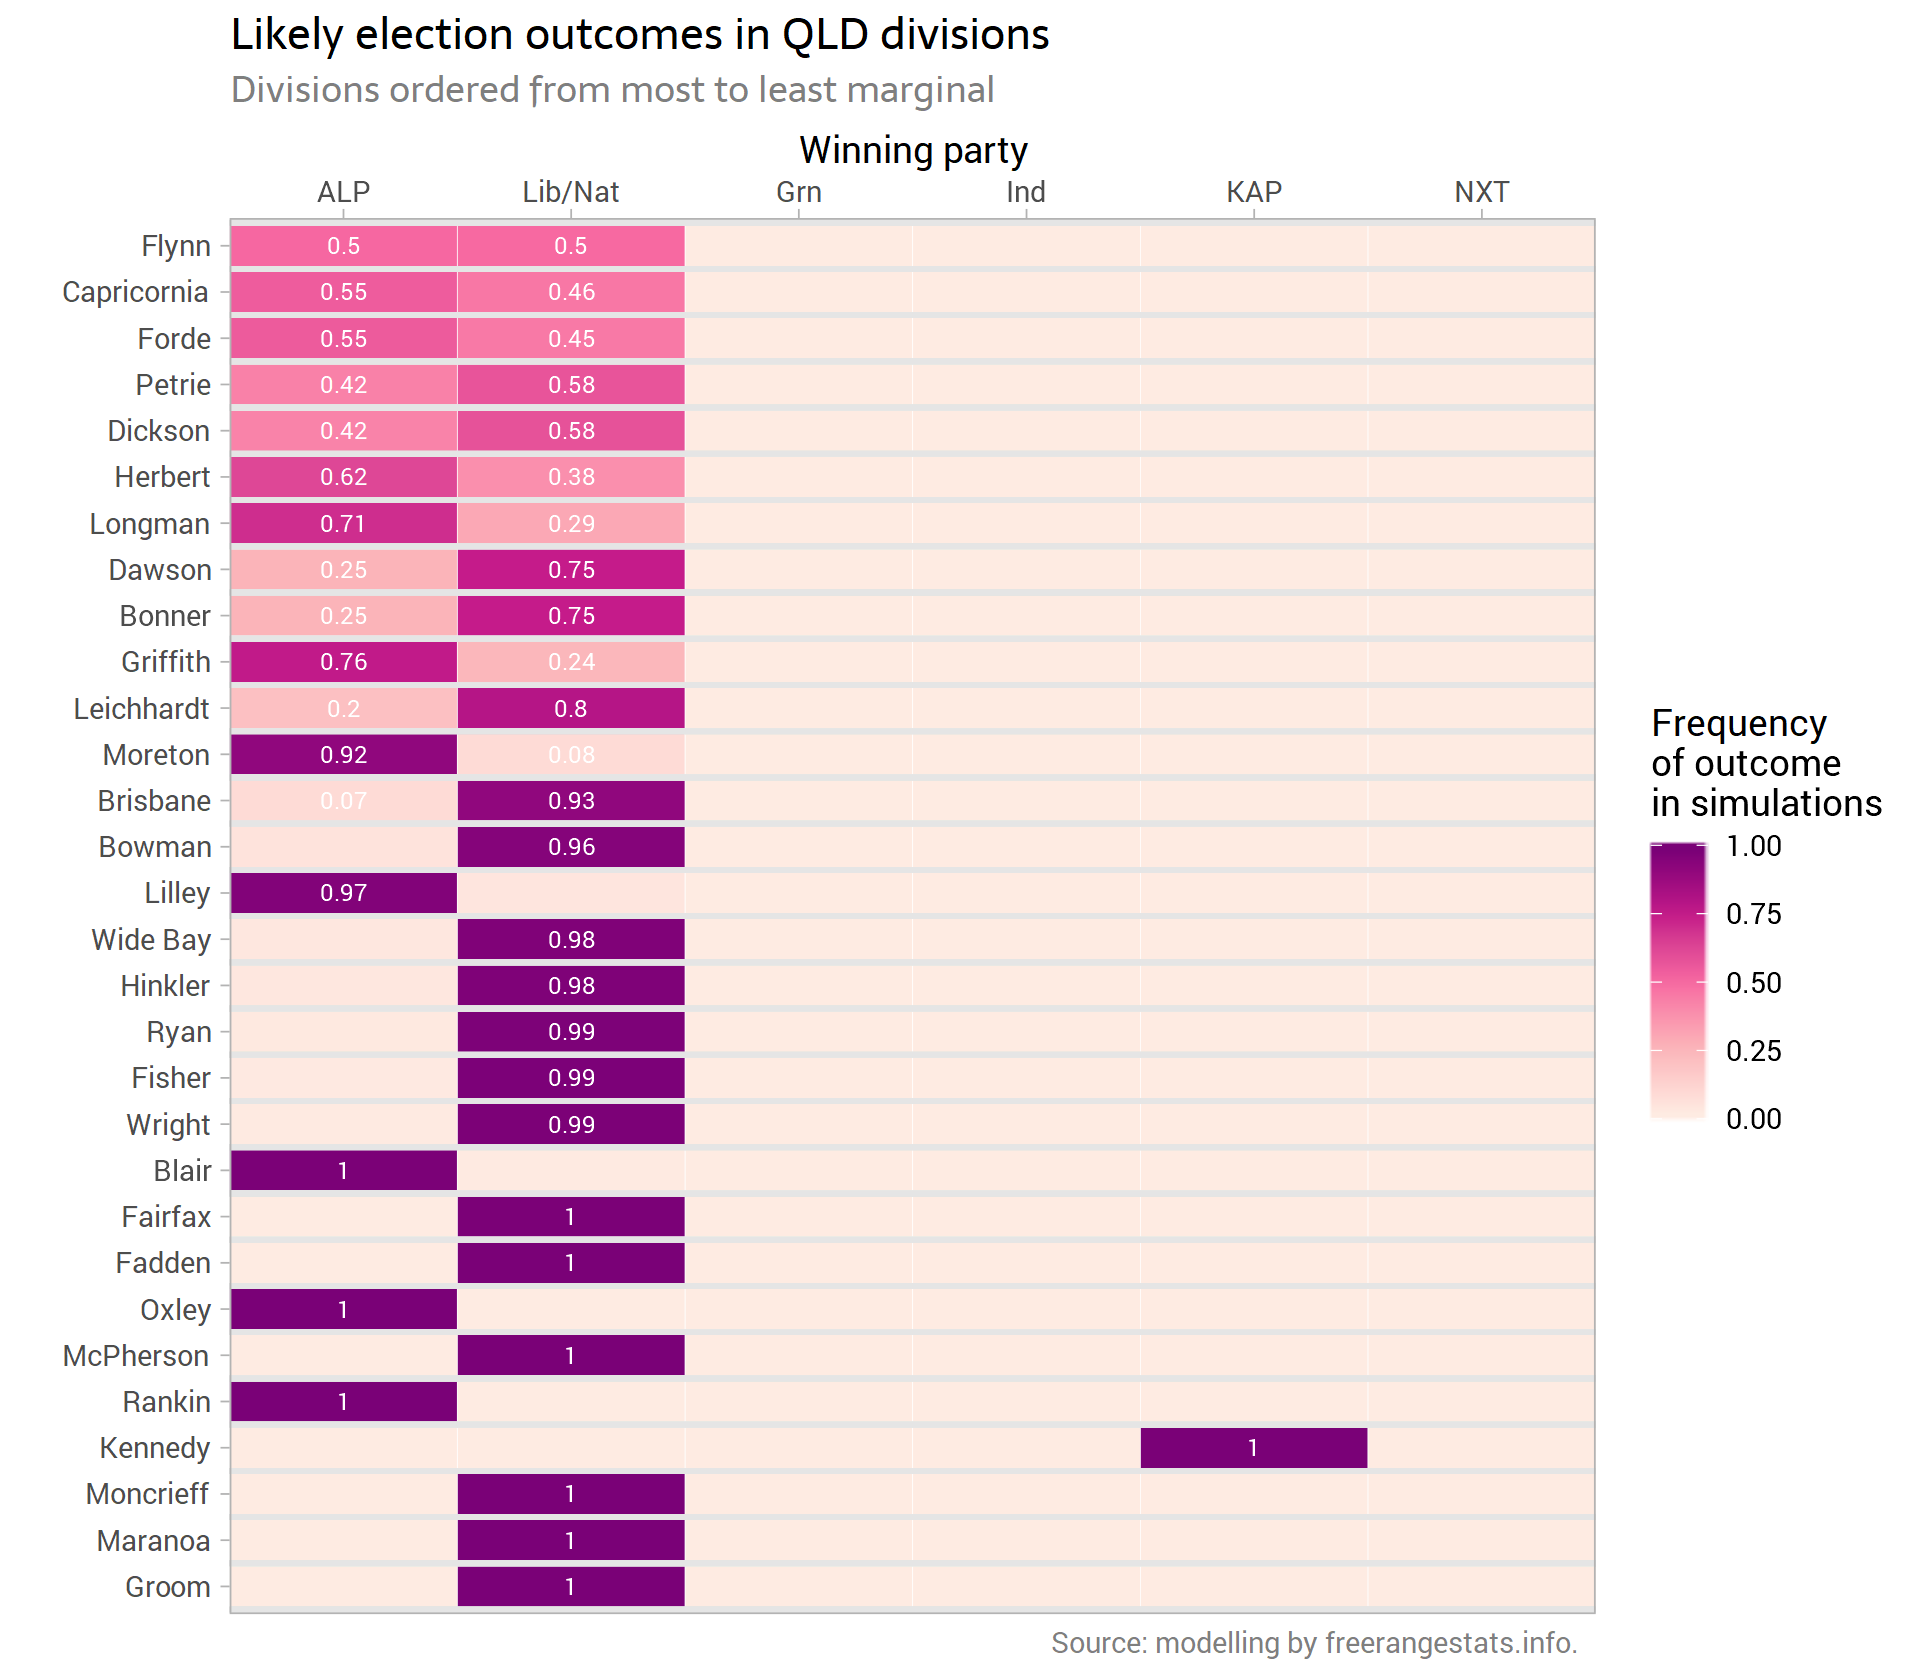 Likely election outcomes in QLD divisions
Divisions ordered from most to least marginal
Winning party
ALP Lib/Nat Grn Ind KAP NXT
Flynn 0.5 0.5
Capricornia 0.55 0.46
Forde 0.55 0.45
Petrie 0.42 0.58
Dickson 0.42 0.58
Herbert 0.62 0.38
Longman 0.71 0.29
Dawson 0.25 0.75
Bonner 0.25 0.75
Griffith 0.76 0.24
Leichhardt 0.2 0.8
Moreton 0.92 0.08
Brisbane 0.07 0.93
Bowman 0.96
Lilley 0.97
Wide Bay 0.98
Hinkler 0.98
Ryan 0.99
Fisher 0.99
Wright 0.99
Blair 1
Fairfax 1
Fadden 1
Oxley 1
McPherson 1
Rankin 1
Kennedy 1
Moncrieff 1
Maranoa 1
Groom 1
Frequency
of outcome
in simulations
1.00
0.75
0.50
0.25
0.00
Source: modelling by freerangestats.info.